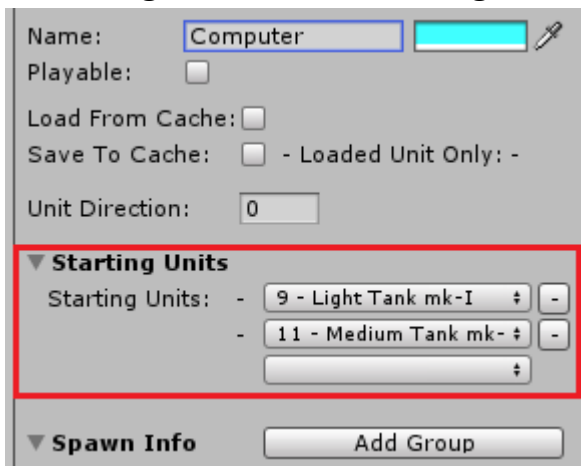 Name: Computer
Playable:
Load From Cache:
Save To Cache: - Loaded Unit Only: -
Unit Direction: 0
▼ Starting Units
Starting Units: - 9 - Light Tank mk-I -
- 11 - Medium Tank mk- -
▼ Spawn Info Add Group